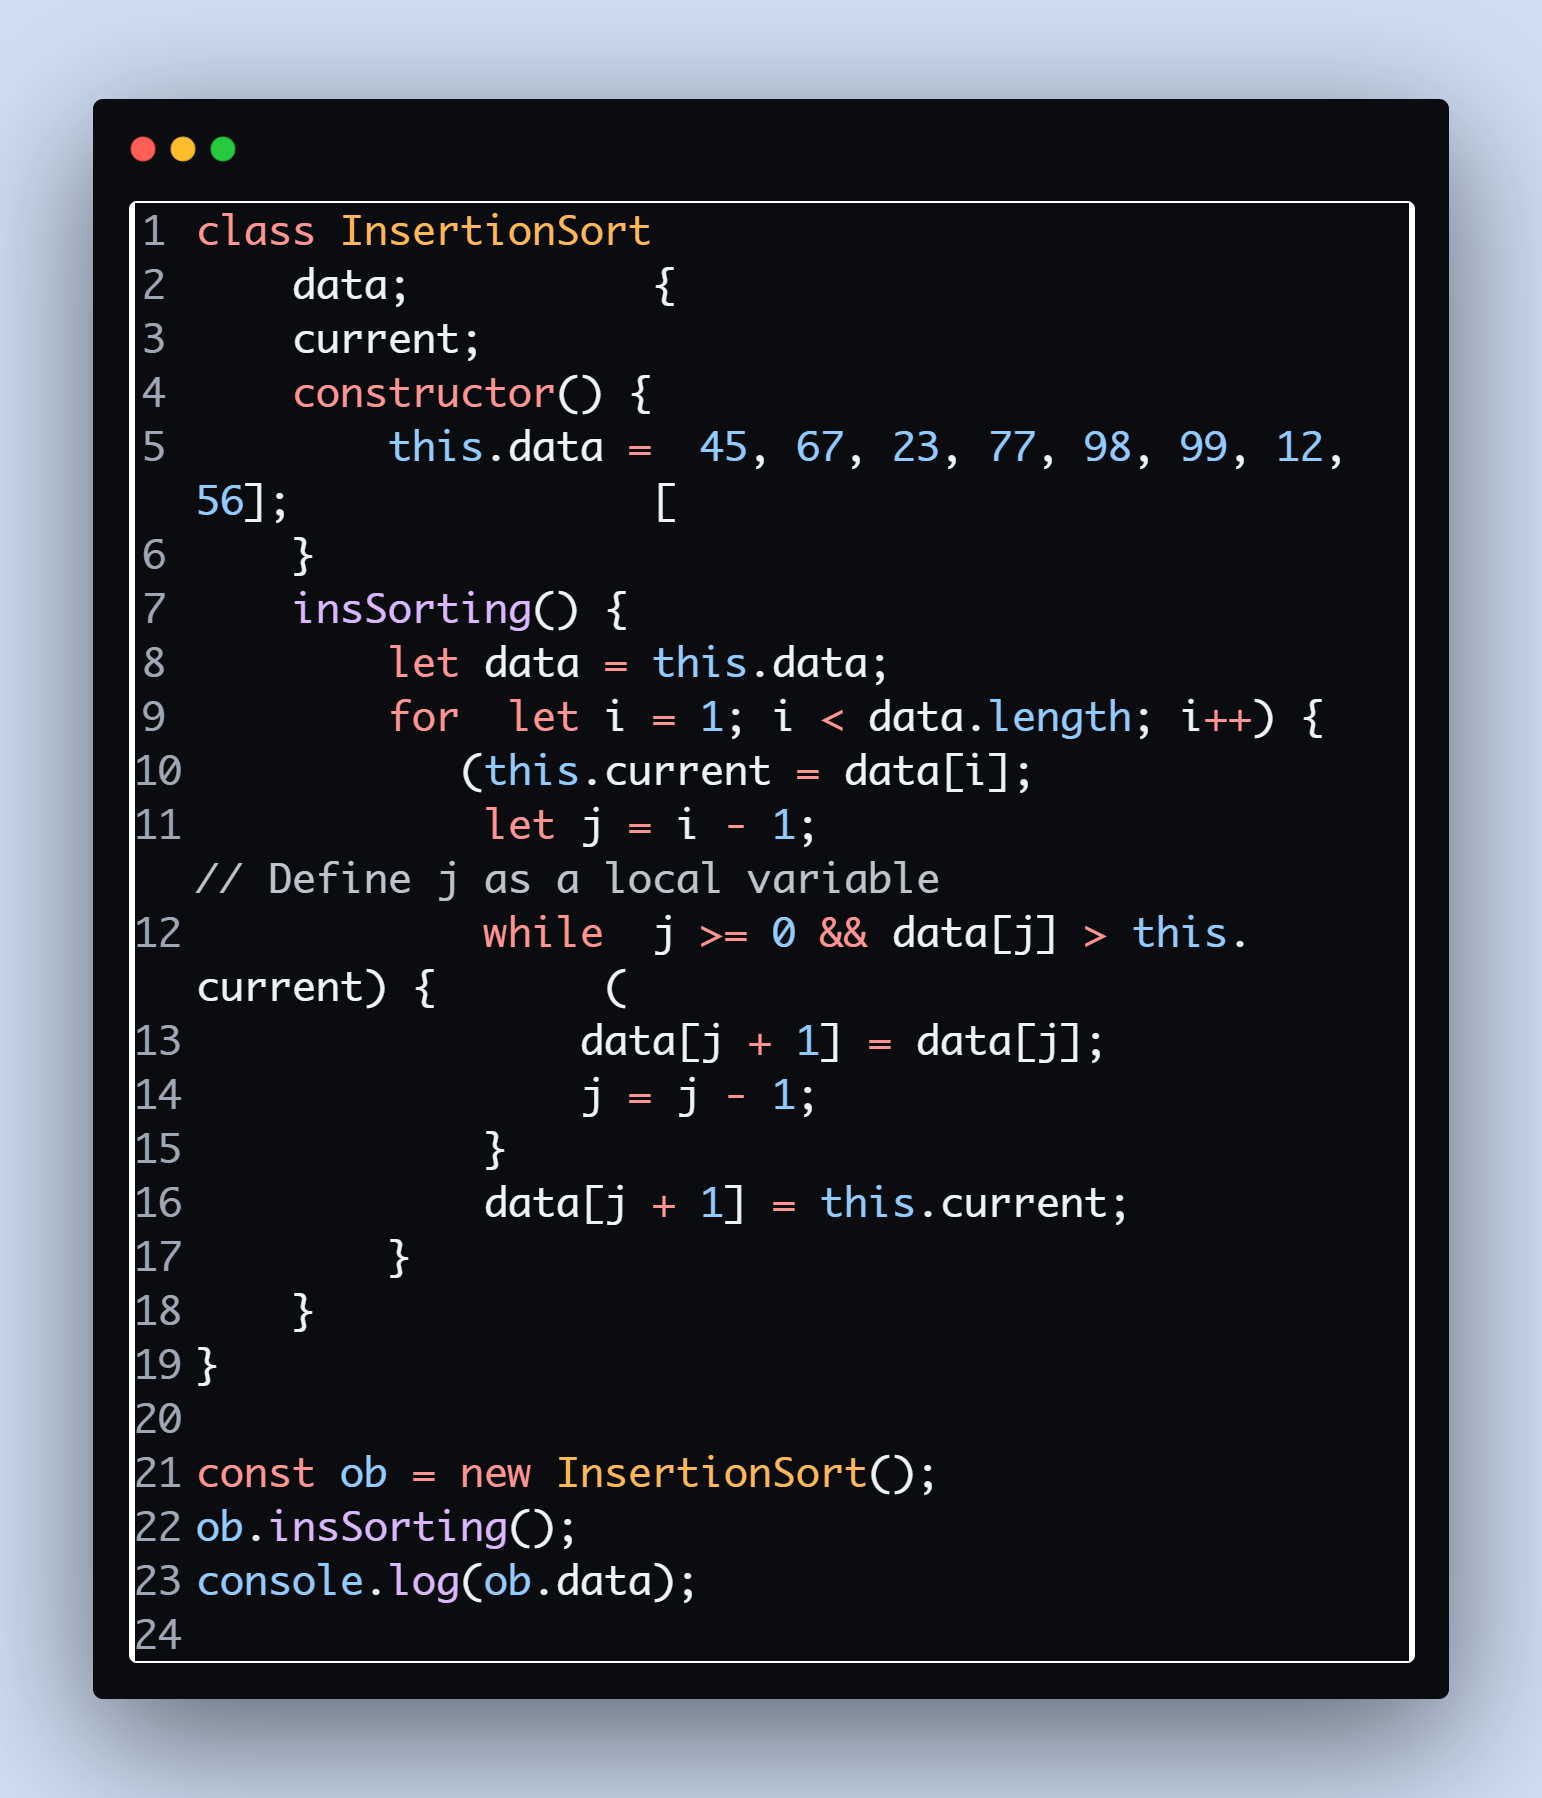 1 class InsertionSort
2     data;          {
3     current;
4     constructor() {
5         this.data =  45, 67, 23, 77, 98, 99, 12,
56];               [
6     }
7     insSorting() {
8         let data = this.data;
9         for  let i = 1; i < data.length; i++) {
10            (this.current = data[i];
11             let j = i - 1;
// Define j as a local variable
12             while  j >= 0 && data[j] > this.
current) {       (
13                 data[j + 1] = data[j];
14                 j = j - 1;
15             }
16             data[j + 1] = this.current;
17         }
18     }
19 }
20
21 const ob = new InsertionSort();
22 ob.insSorting();
23 console.log(ob.data);
24